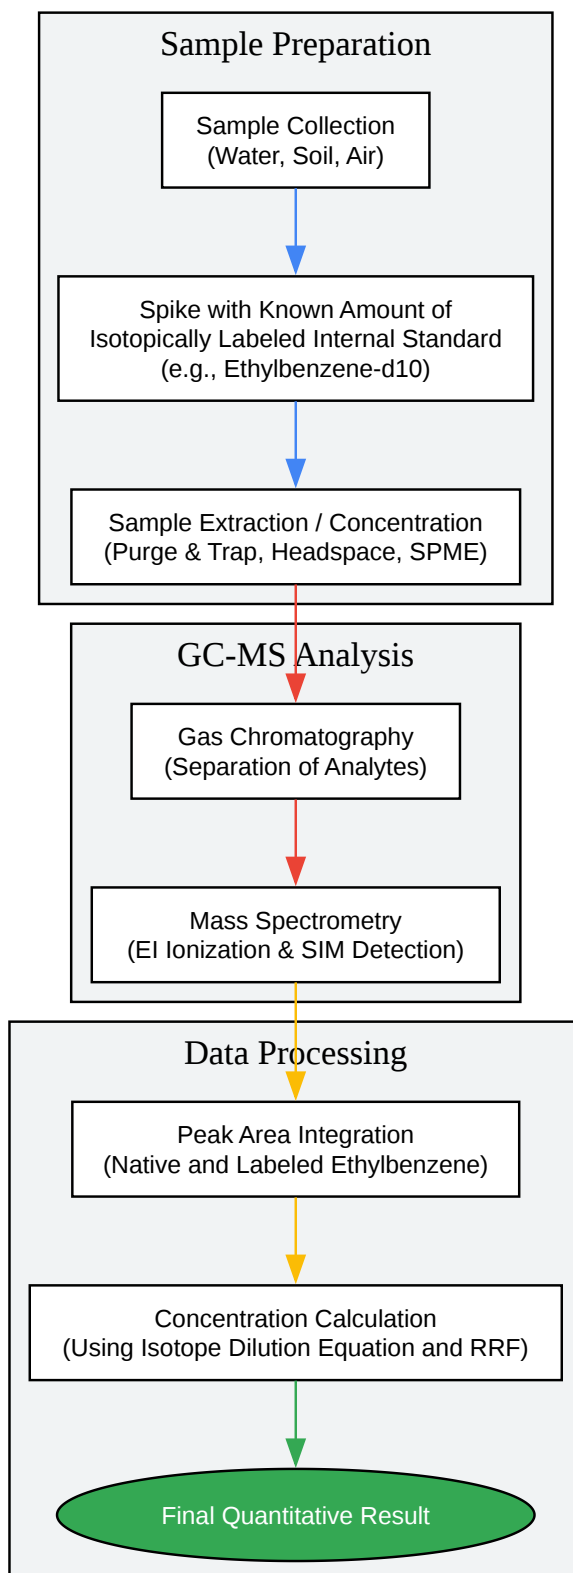 Sample Preparation
Sample Collection
(Water, Soil, Air)
Spike with Known Amount of
Isotopically Labeled Internal Standard
(e.g., Ethylbenzene-d10)
Sample Extraction / Concentration
(Purge & Trap, Headspace, SPME)
GC-MS Analysis
Gas Chromatography
(Separation of Analytes)
Mass Spectrometry
(EI Ionization & SIM Detection)
Data Processing
Peak Area Integration
(Native and Labeled Ethylbenzene)
Concentration Calculation
(Using Isotope Dilution Equation and RRF)
Final Quantitative Result